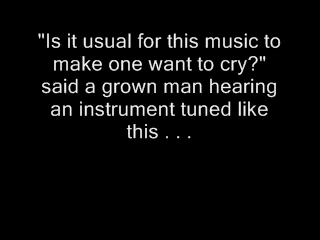 "Is it usual for this music to
make one want to cry?"
said a grown man hearing
an instrument tuned like
this . . .